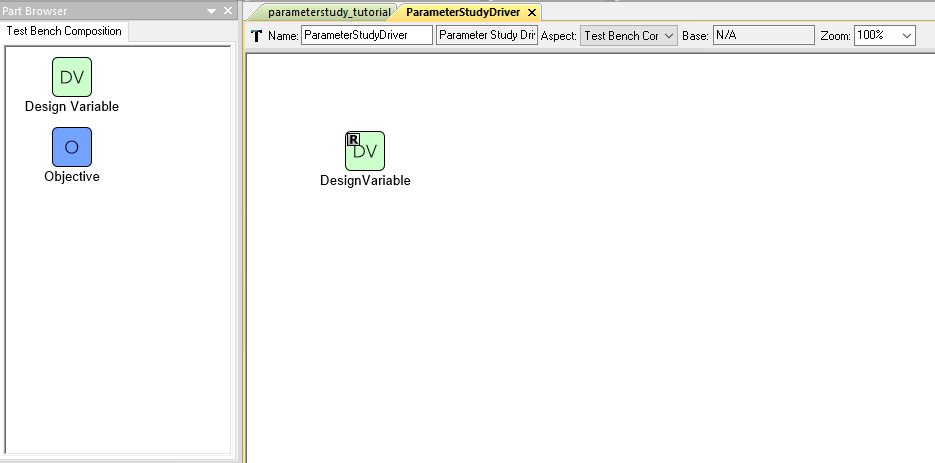 Part Browser
Test Bench Composition
DV
Design Variable
O
Objective
parameterstudy_tutorial
ParameterStudyDriver
Name: ParameterStudyDriver Parameter Study Dri Aspect: Test Bench Cor Base: N/A Zoom: 100%
R
DV
DesignVariable